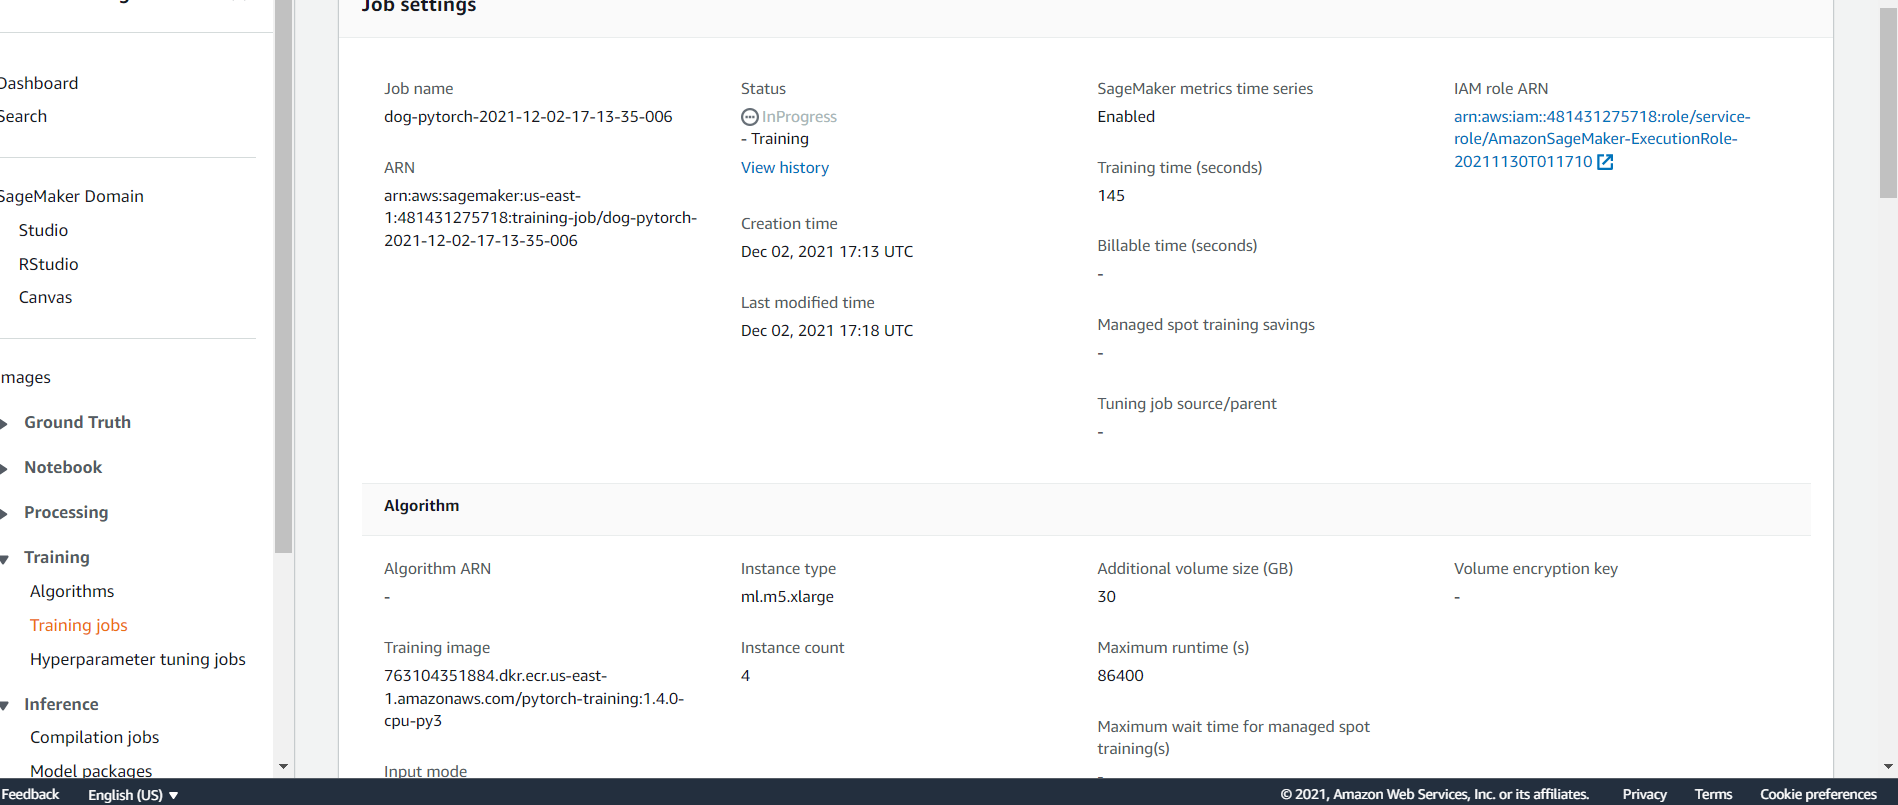 Job settings
Dashboard
Search
SageMaker Domain
Studio
RStudio
Canvas
mages
Ground Truth
Notebook
Processing
Training
Algorithms
Training jobs
Hyperparameter tuning jobs
Inference
Compilation jobs
Model packages
Job name
dog-pytorch-2021-12-02-17-13-35-006
ARN
arn:aws:sagemaker:us-east-
1:481431275718:training-job/dog-pytorch-
2021-12-02-17-13-35-006
Status
InProgress
- Training
View history
Creation time
Dec 02, 2021 17:13 UTC
Last modified time
Dec 02, 2021 17:18 UTC
SageMaker metrics time series
Enabled
Training time (seconds)
145
Billable time (seconds)
-
Managed spot training savings
-
Tuning job source/parent
-
IAM role ARN
arn:aws:iam::481431275718:role/service-
role/AmazonSageMaker-ExecutionRole-
20211130T011710
Algorithm
Algorithm ARN
-
Training image
763104351884.dkr.ecr.us-east-
1.amazonaws.com/pytorch-training:1.4.0-
cpu-py3
Input mode
Instance type
ml.m5.xlarge
Instance count
4
Additional volume size (GB)
30
Maximum runtime (s)
86400
Maximum wait time for managed spot
training(s)
-
Volume encryption key
-
Feedback
English (US)
© 2021, Amazon Web Services, Inc. or its affiliates.
Privacy
Terms
Cookie preferences